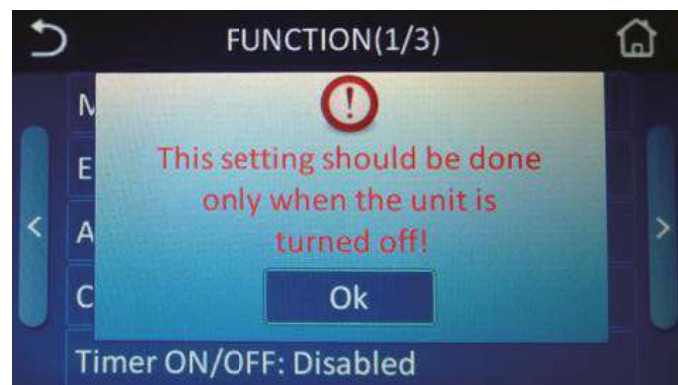 FUNCTION(1/3)
M
This setting should be done
E
only when the unit is
A
turned off!
C
Ok
Timer ON/OFF: Disabled